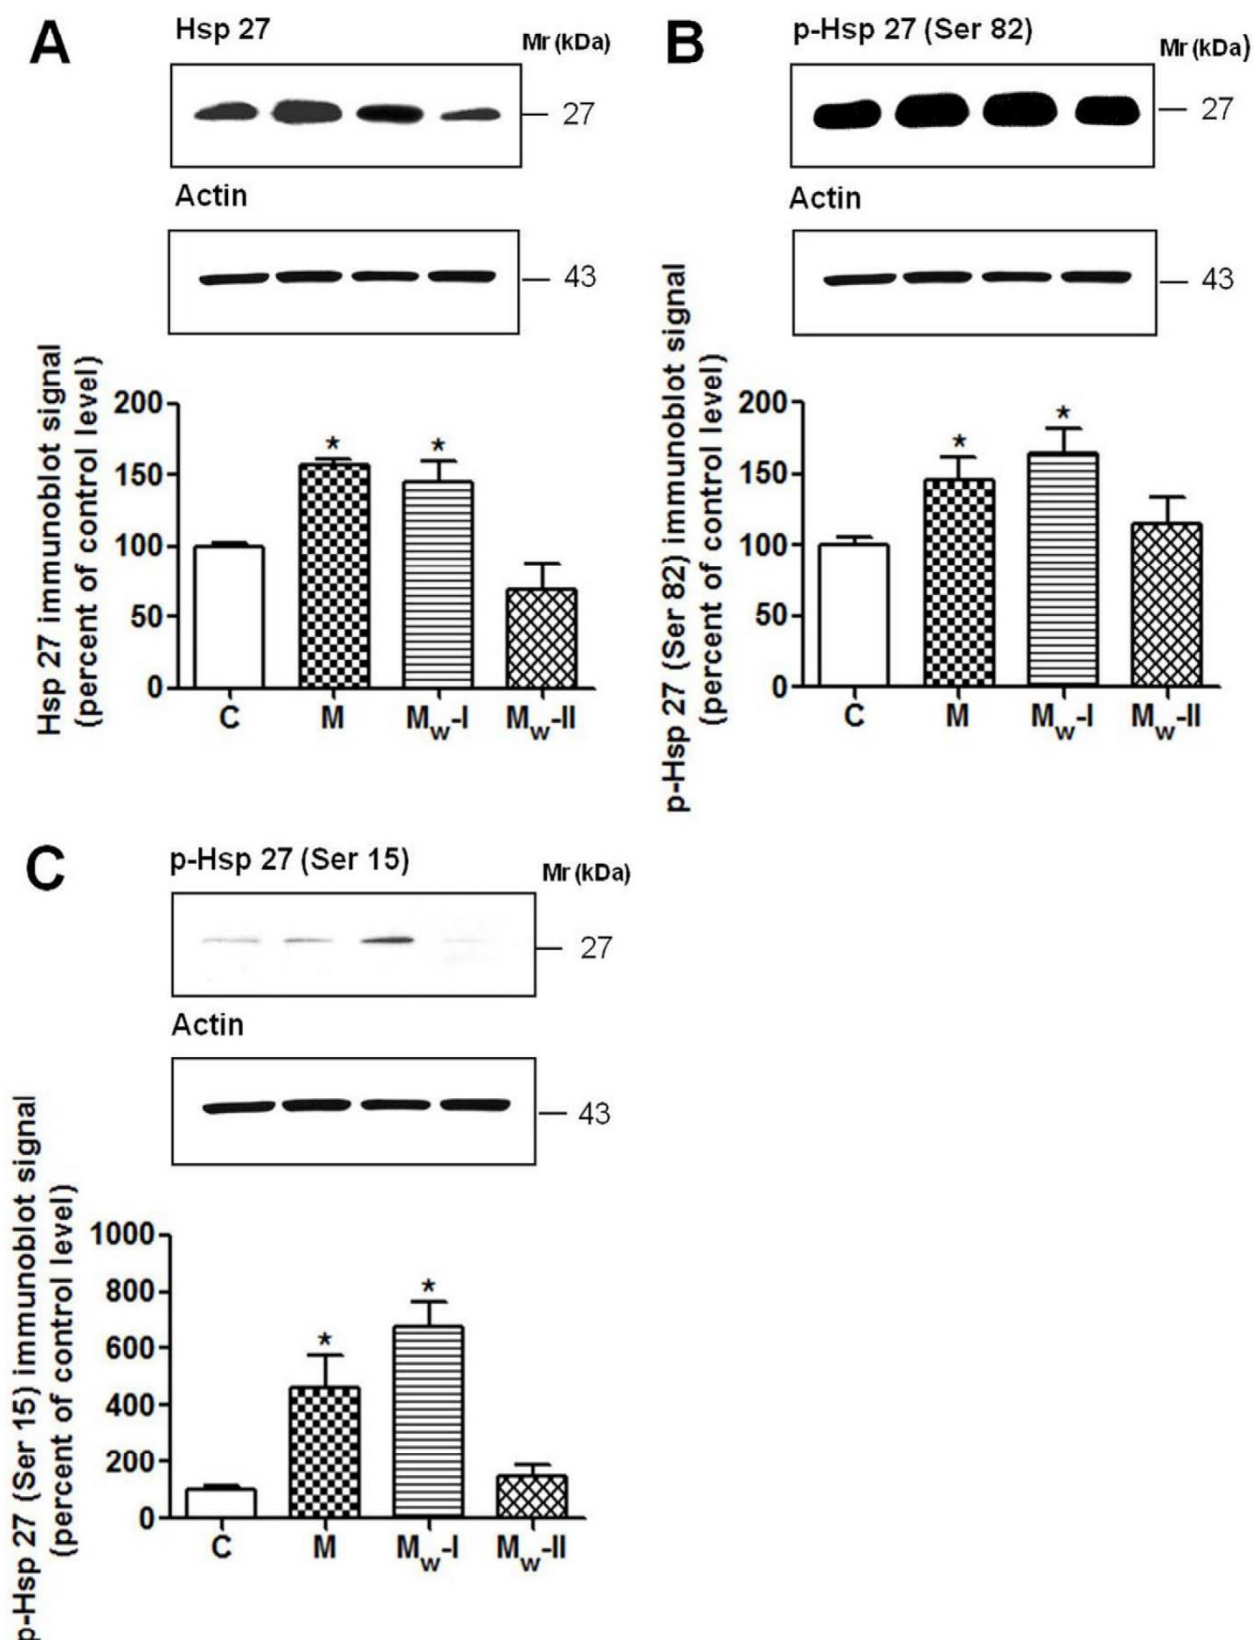 A
Hsp 27
Mr (kDa)
27
Actin
43
Hsp 27 immunoblot signal
(percent of control level)
200
150
100
50
0
*
*
C
M
Mw-I
Mw-II
B
p-Hsp 27 (Ser 82)
Mr (kDa)
27
Actin
43
p-Hsp 27 (Ser 82) immunoblot signal
(percent of control level)
200
150
100
50
0
*
*
C
M
Mw-I
Mw-II
C
p-Hsp 27 (Ser 15)
Mr (kDa)
27
Actin
43
p-Hsp 27 (Ser 15) immunoblot signal
(percent of control level)
1000
800
600
400
200
0
*
*
C
M
Mw-I
Mw-II